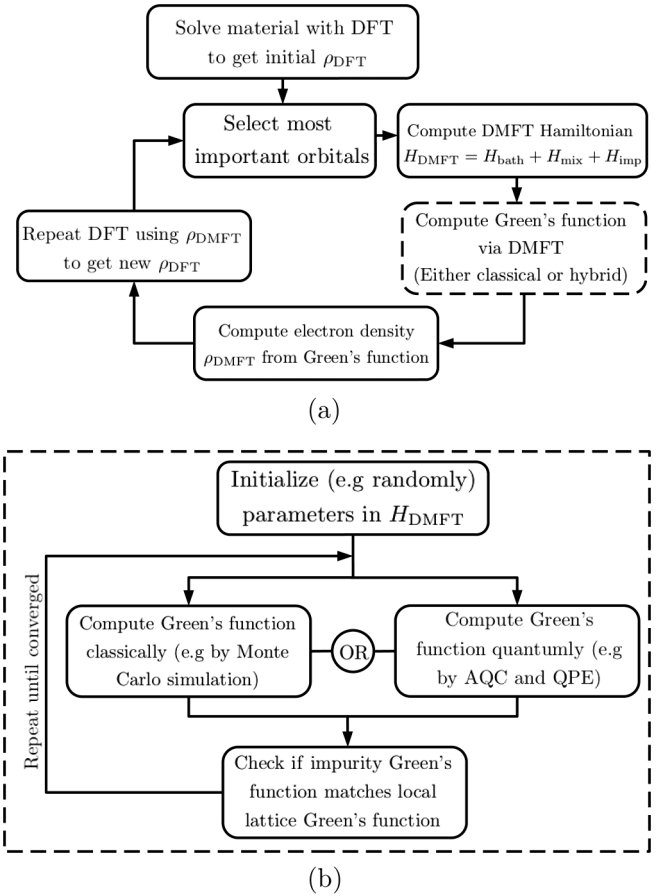 Solve material with DFT
to get initial ρDFT
Select most
important orbitals
Compute DMFT Hamiltonian
HDMFT = Hbath + Hmix + Himp
Compute Green's function
via DMFT
(Either classical or hybrid)
Repeat DFT using ρDMFT
to get new ρDFT
Compute electron density
ρDMFT from Green's function
(a)
Initialize (e.g randomly)
parameters in HDMFT
Repeat until converged
Compute Green's function
classically (e.g by Monte
Carlo simulation)
OR
Compute Green's
function quantumly (e.g
by AQC and QPE)
Check if impurity Green's
function matches local
lattice Green's function
(b)